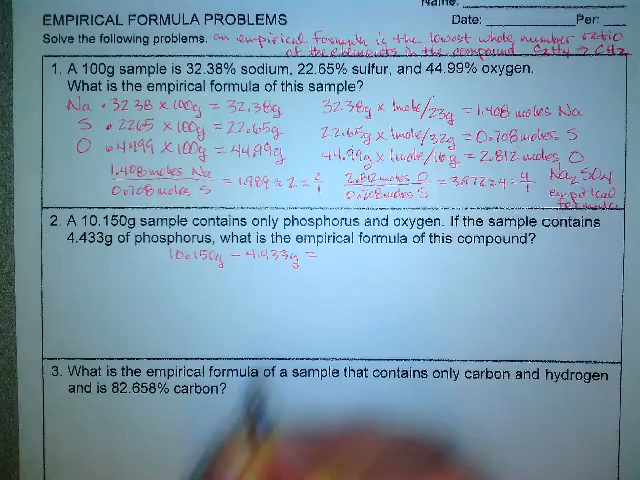 Name:
EMPIRICAL FORMULA PROBLEMS Date: Per:
Solve the following problems. an empirical formula is the lowest whole number ratio
of the elements in the compound C2H4 → CH2
1. A 100g sample is 32.38% sodium, 22.65% sulfur, and 44.99% oxygen.
What is the empirical formula of this sample?
Na .3238 × 100g = 32.38g 32.38g × 1mole/23g = 1.408 moles Na
S .2265 × 100g = 22.65g 22.65g × 1mole/32g = 0.708 moles S
O .4499 × 100g = 44.99g 44.99g × 1mole/16g = 2.812 moles O
1.408 moles Na / 0.708 moles S = 1.989 ≈ 2 = 2/1 2.812 moles O / 0.708 moles S = 3.972 ≈ 4 = 4/1 Na2SO4
empirical
formula
2. A 10.150g sample contains only phosphorus and oxygen. If the sample contains
4.433g of phosphorus, what is the empirical formula of this compound?
10.150g - 4.433g =
3. What is the empirical formula of a sample that contains only carbon and hydrogen
and is 82.658% carbon?